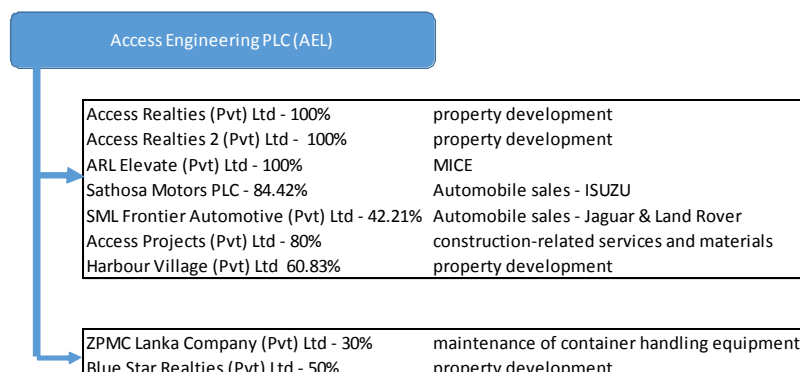 Access Engineering PLC (AEL)
Access Realties (Pvt) Ltd - 100% property development
Access Realties 2 (Pvt) Ltd - 100% property development
ARL Elevate (Pvt) Ltd - 100% MICE
Sathosa Motors PLC - 84.42% Automobile sales - ISUZU
SML Frontier Automotive (Pvt) Ltd - 42.21% Automobile sales - Jaguar & Land Rover
Access Projects (Pvt) Ltd - 80% construction-related services and materials
Harbour Village (Pvt) Ltd 60.83% property development
ZPMC Lanka Company (Pvt) Ltd - 30% maintenance of container handling equipment
Blue Star Realties (Pvt) Ltd - 50% property development